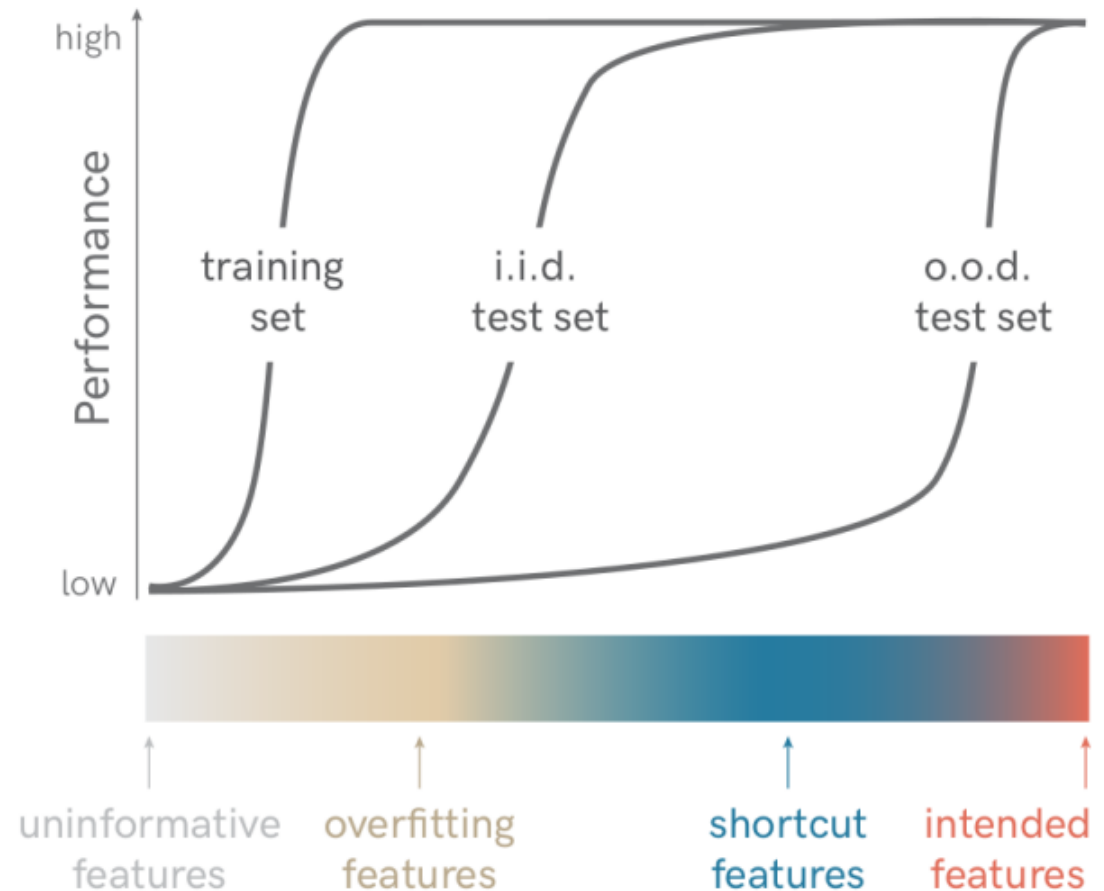 high
Performance
low
training
set
i.i.d.
test set
o.o.d.
test set
uninformative
features
overfitting
features
shortcut
features
intended
features